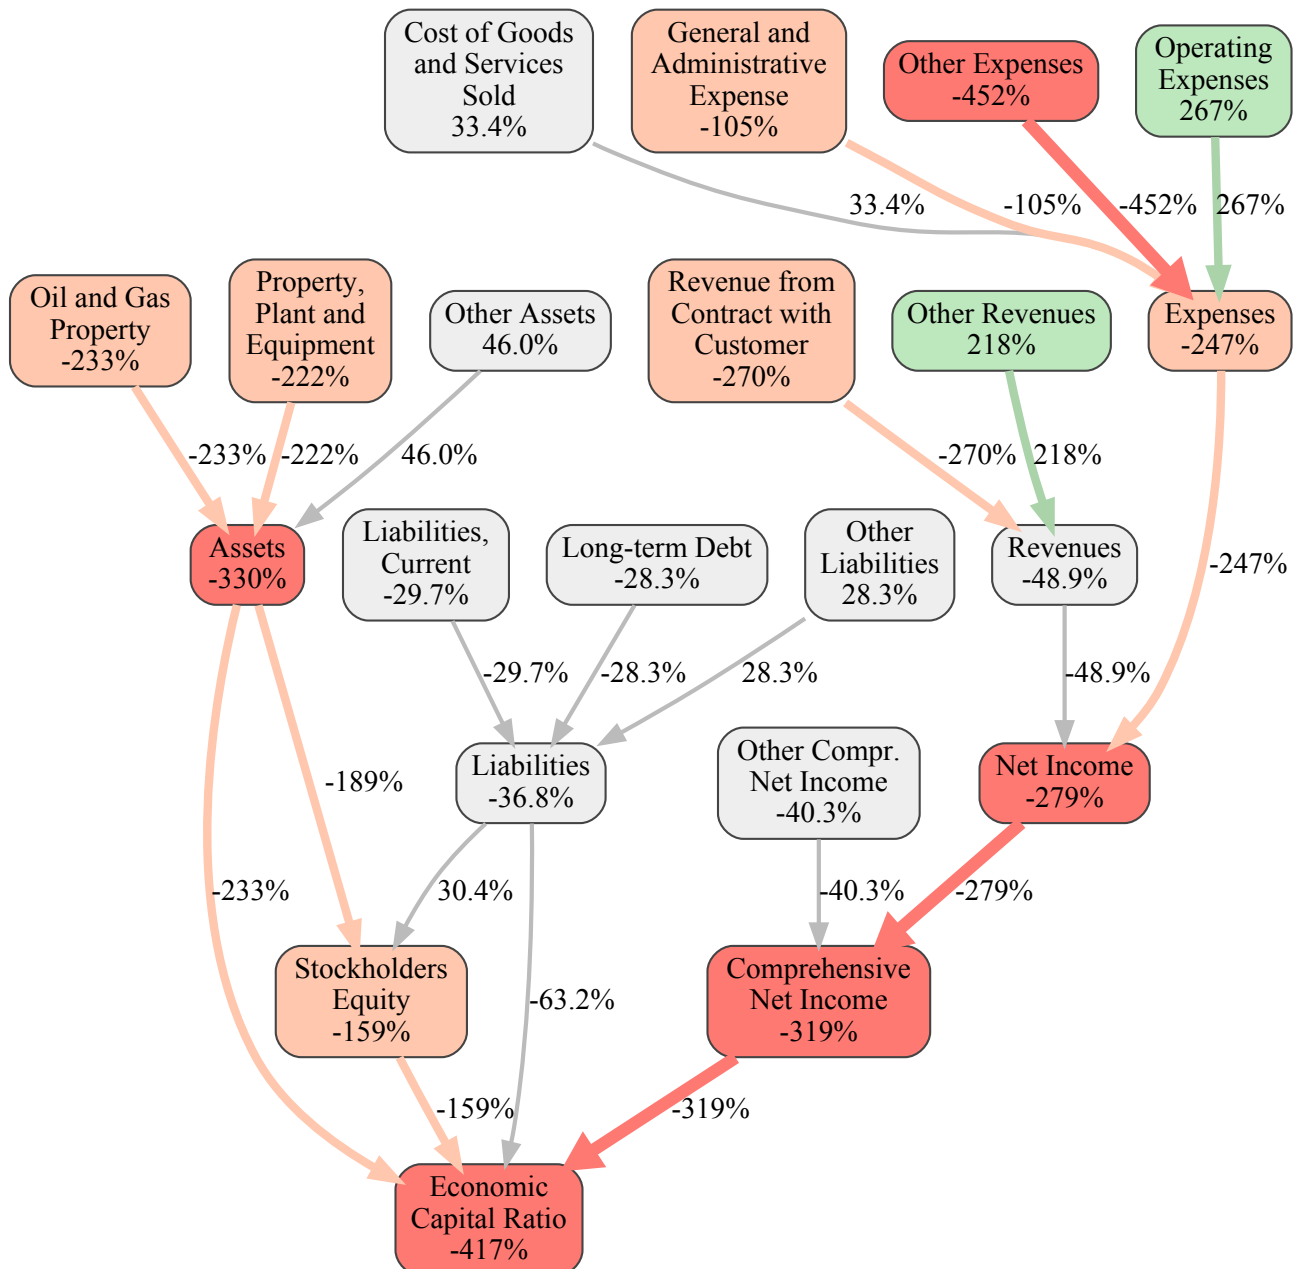 Cost of Goods
and Services
Sold
33.4%
General and
Administrative
Expense
-105%
Other Expenses
-452%
Operating
Expenses
267%
33.4%
-105%
-452%
267%
Oil and Gas
Property
-233%
Property,
Plant and
Equipment
-222%
Other Assets
46.0%
Revenue from
Contract with
Customer
-270%
Other Revenues
218%
Expenses
-247%
-233%
-222%
46.0%
-270%
218%
Assets
-330%
Liabilities,
Current
-29.7%
Long-term Debt
-28.3%
Other
Liabilities
28.3%
Revenues
-48.9%
-247%
-29.7%
-28.3%
28.3%
-48.9%
-189%
Liabilities
-36.8%
Other Compr.
Net Income
-40.3%
Net Income
-279%
-233%
30.4%
-40.3%
-279%
Stockholders
Equity
-159%
-63.2%
Comprehensive
Net Income
-319%
-159%
-319%
Economic
Capital Ratio
-417%